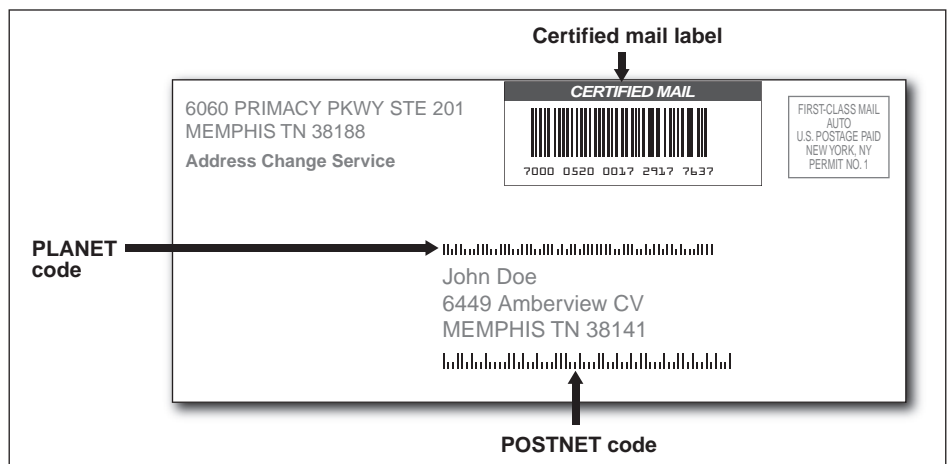 Certified mail label
6060 PRIMACY PKWY STE 201
MEMPHIS TN 38188
Address Change Service
CERTIFIED MAIL
7000 0520 0017 2917 7637
FIRST-CLASS MAIL
AUTO
U.S. POSTAGE PAID
NEW YORK, NY
PERMIT NO. 1
PLANET
code
John Doe
6449 Amberview CV
MEMPHIS TN 38141
POSTNET code